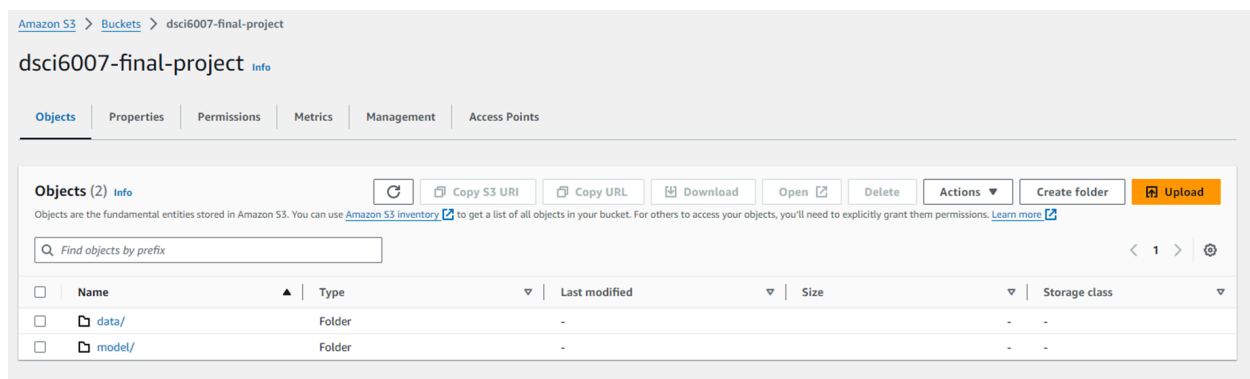 Amazon S3 > Buckets > dsci6007-final-project
dsci6007-final-project Info
Objects Properties Permissions Metrics Management Access Points
Objects (2) Info Copy S3 URI Copy URL Download Open Delete Actions Create folder Upload
Objects are the fundamental entities stored in Amazon S3. You can use Amazon S3 inventory to get a list of all objects in your bucket. For others to access your objects, you'll need to explicitly grant them permissions. Learn more
Find objects by prefix < 1 >
Name Type Last modified Size Storage class
data/ Folder - - -
model/ Folder - - -